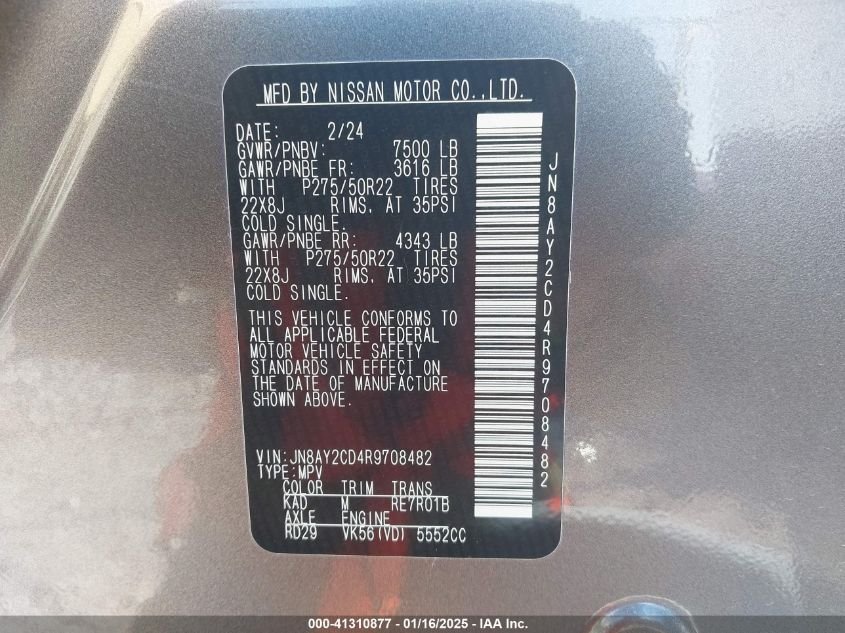 MFD BY NISSAN MOTOR CO.,LTD.
DATE: 2/24
GVWR/PNBV: 7500 LB
GAWR/PNBE FR: 3616 LB
WITH P275/50R22 TIRES
22X8J RIMS, AT 35PSI
COLD SINGLE.
GAWR/PNBE RR: 4343 LB
WITH P275/50R22 TIRES
22X8J RIMS, AT 35PSI
COLD SINGLE.
THIS VEHICLE CONFORMS TO
ALL APPLICABLE FEDERAL
MOTOR VEHICLE SAFETY
STANDARDS IN EFFECT ON
THE DATE OF MANUFACTURE
SHOWN ABOVE.
VIN:JN8AY2CD4R9708482
TYPE:MPV
COLOR TRIM TRANS
KAD M RE7R01B
AXLE ENGINE
RD29 VK56(VD) 5552CC
JN8AY2CD4R9708482
000-41310877 / 01/16/2025 - IAA Inc.